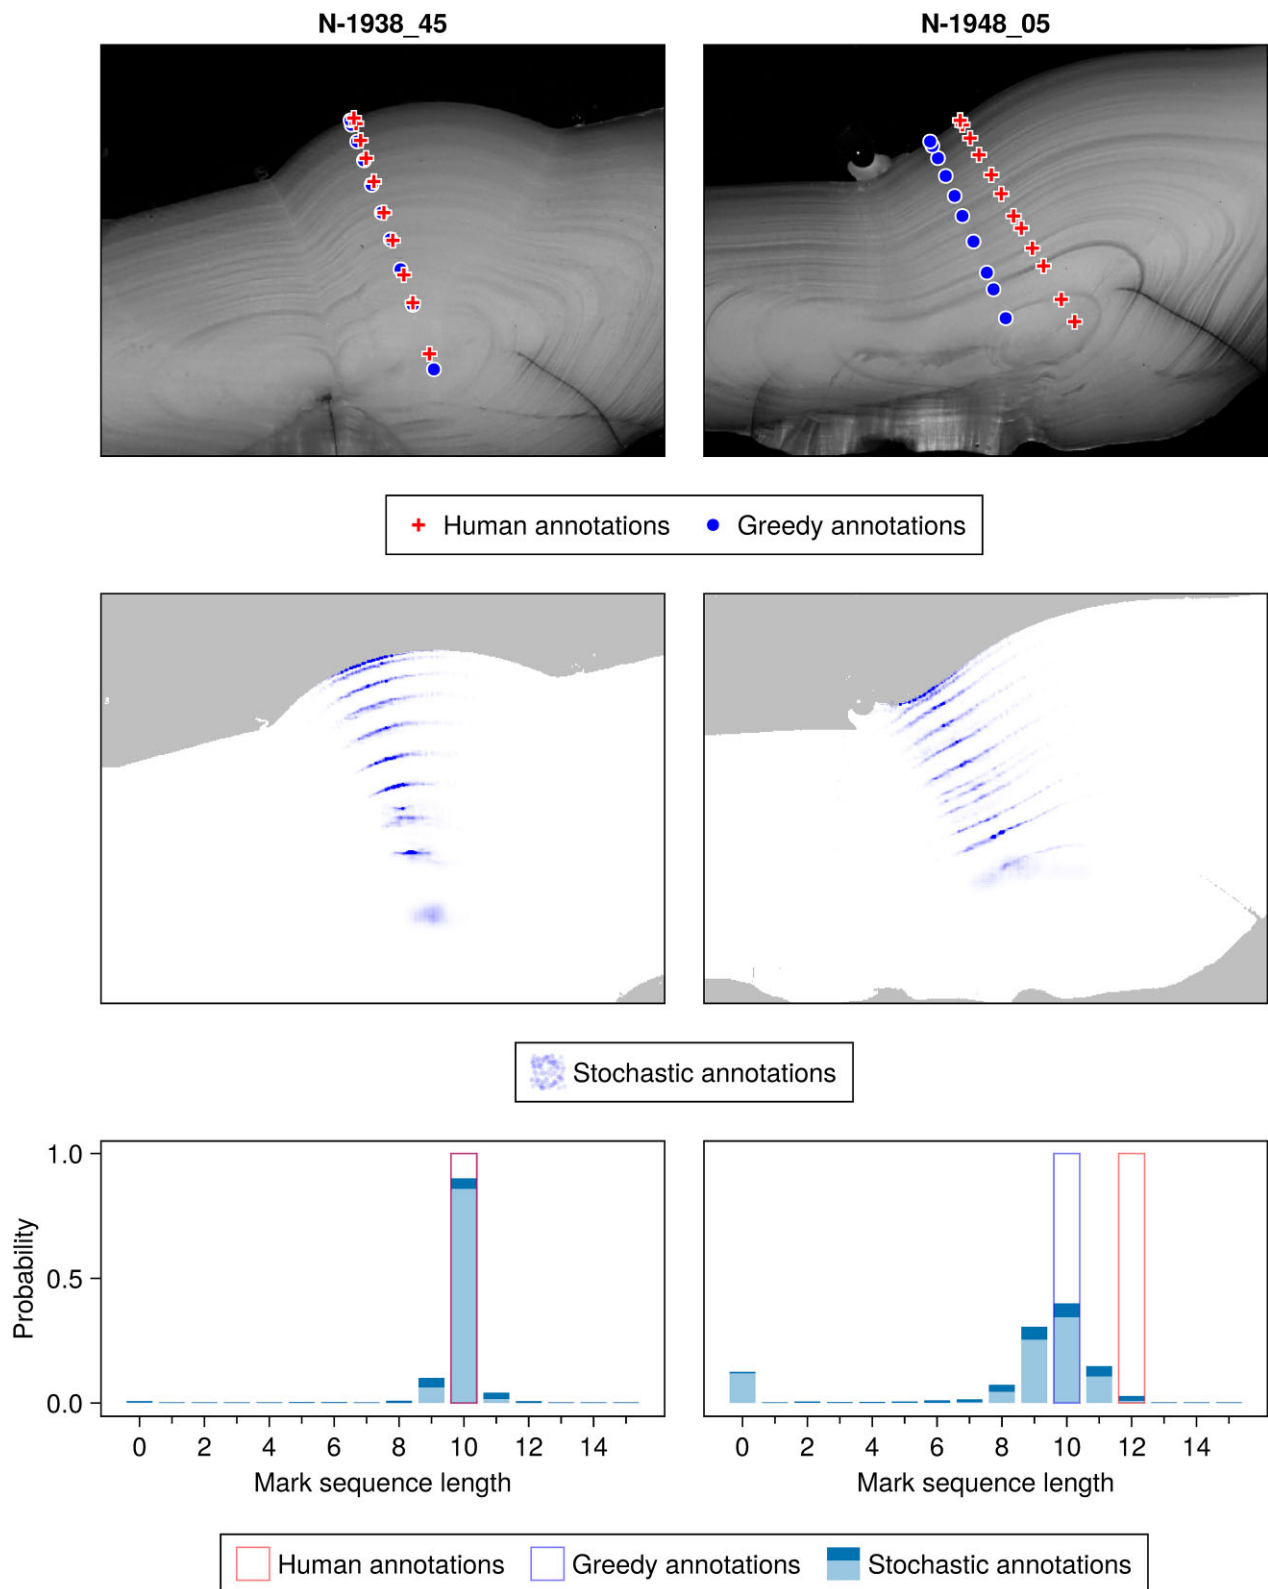 N-1938_45
N-1948_05
Human annotations
Greedy annotations
Stochastic annotations
1.0
0.5
0.0
Probability
0 2 4 6 8 10 12 14
Mark sequence length
0 2 4 6 8 10 12 14
Mark sequence length
Human annotations
Greedy annotations
Stochastic annotations